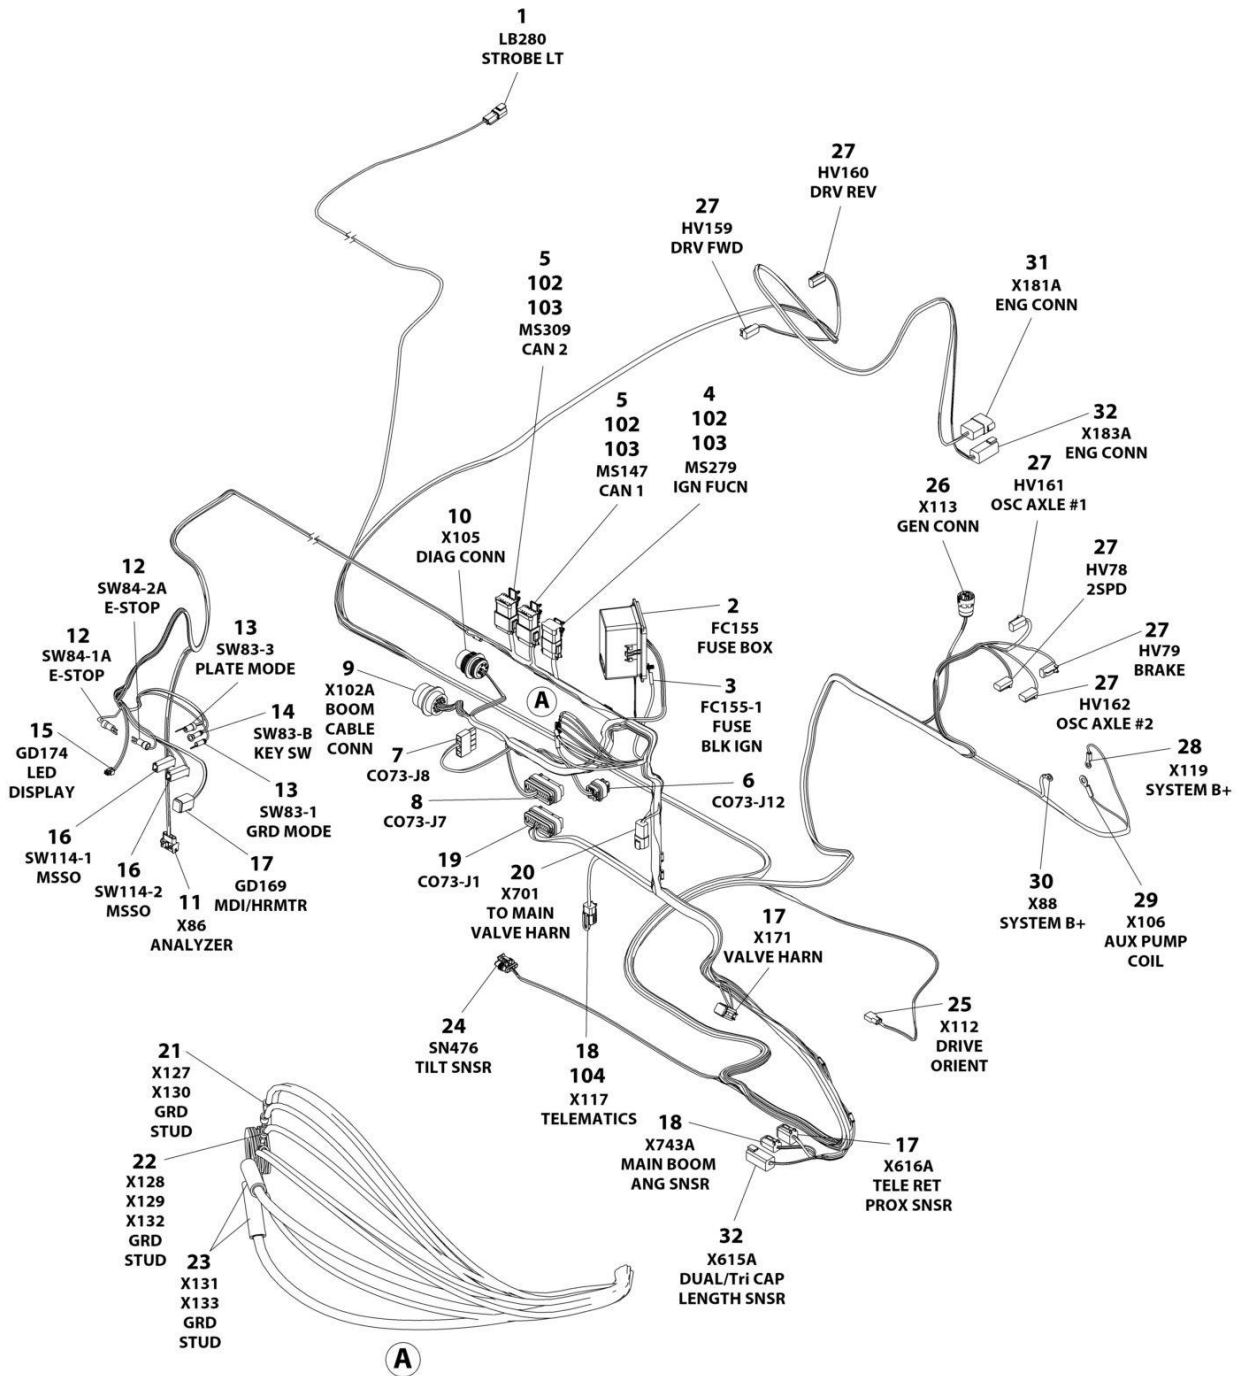 1
LB280
STROBE LT
27
HV160
DRV REV
27
HV159
DRV FWD
31
X181A
ENG CONN
5
102
103
MS309
CAN 2
5
102
103
MS147
CAN 1
4
102
103
MS279
IGN FUCN
32
X183A
ENG CONN
27
HV161
OSC AXLE #1
26
X113
GEN CONN
10
X105
DIAG CONN
27
HV78
2SPD
12
SW84-2A
E-STOP
2
FC155
FUSE BOX
27
HV79
BRAKE
12
SW84-1A
E-STOP
13
SW83-3
PLATE MODE
9
X102A
BOOM
CABLE
CONN
A
3
FC155-1
FUSE
BLK IGN
27
HV162
OSC AXLE #2
14
SW83-B
KEY SW
15
GD174
LED
DISPLAY
7
CO73-J8
28
X119
SYSTEM B+
13
SW83-1
GRD MODE
8
CO73-J7
6
CO73-J12
16
SW114-1
MSSO
16
SW114-2
MSSO
11
X86
ANALYZER
17
GD169
MDI/HRMTR
19
CO73-J1
20
X701
TO MAIN
VALVE HARN
30
X88
SYSTEM B+
29
X106
AUX PUMP
COIL
17
X171
VALVE HARN
24
SN476
TILT SNSR
18
104
X117
TELEMATICS
25
X112
DRIVE
ORIENT
21
X127
X130
GRD
STUD
18
X743A
MAIN BOOM
ANG SNSR
17
X616A
TELE RET
PROX SNSR
22
X128
X129
X132
GRD
STUD
32
X615A
DUAL/Tri CAP
LENGTH SNSR
23
X131
X133
GRD
STUD
A